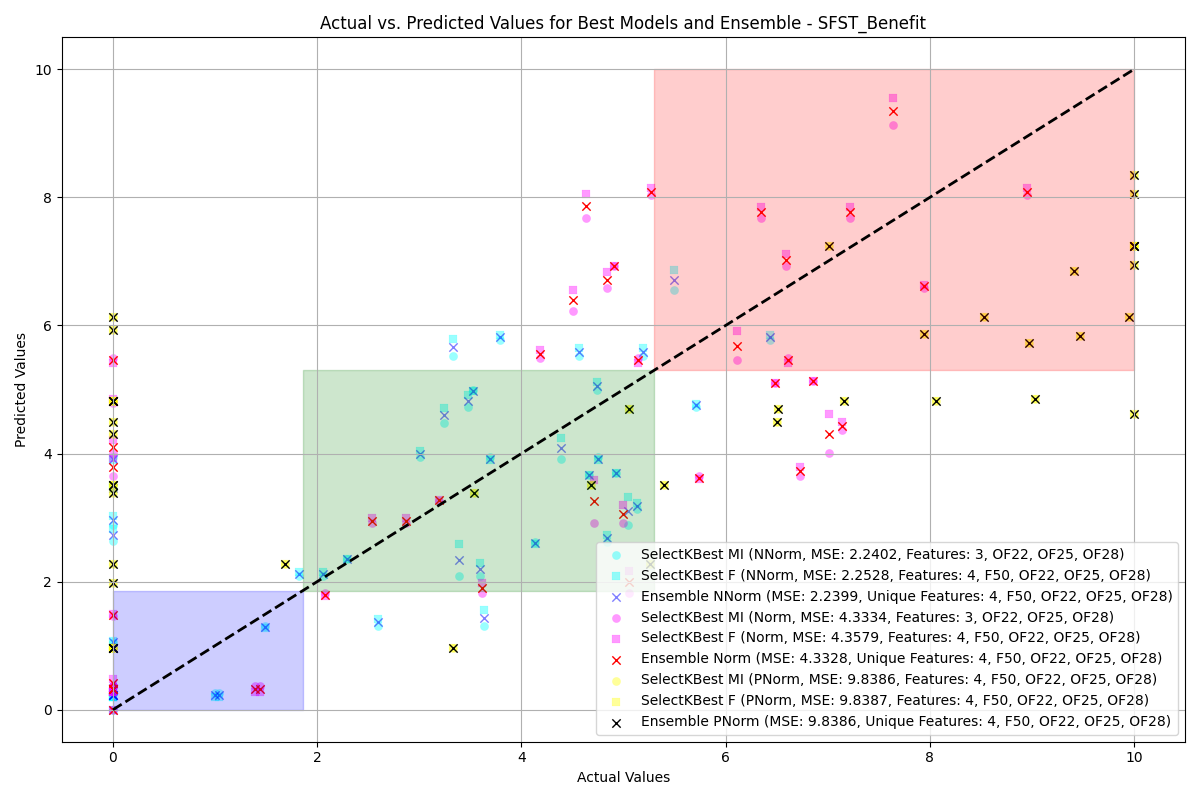 Actual vs. Predicted Values for Best Models and Ensemble - SFST_Benefit
Predicted Values
10
8
6
4
2
0
SelectKBest MI (NNorm, MSE: 2.2402, Features: 3, OF22, OF25, OF28)
SelectKBest F (NNorm, MSE: 2.2528, Features: 4, F50, OF22, OF25, OF28)
Ensemble NNorm (MSE: 2.2399, Unique Features: 4, F50, OF22, OF25, OF28)
SelectKBest MI (Norm, MSE: 4.3334, Features: 3, OF22, OF25, OF28)
SelectKBest F (Norm, MSE: 4.3579, Features: 4, F50, OF22, OF25, OF28)
Ensemble Norm (MSE: 4.3328, Unique Features: 4, F50, OF22, OF25, OF28)
SelectKBest MI (PNorm, MSE: 9.8386, Features: 4, F50, OF22, OF25, OF28)
SelectKBest F (PNorm, MSE: 9.8387, Features: 4, F50, OF22, OF25, OF28)
Ensemble PNorm (MSE: 9.8386, Unique Features: 4, F50, OF22, OF25, OF28)
0 2 4 6 8 10
Actual Values